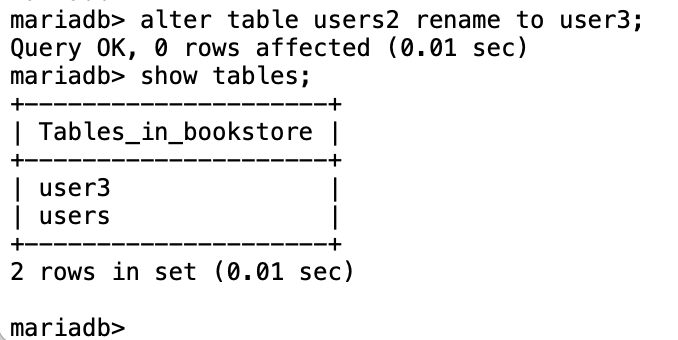 mariadb> alter table users2 rename to user3;
Query OK, 0 rows affected (0.01 sec)
mariadb> show tables;
+---------------------+
| Tables_in_bookstore |
+---------------------+
| user3               |
| users               |
+---------------------+
2 rows in set (0.01 sec)
mariadb>